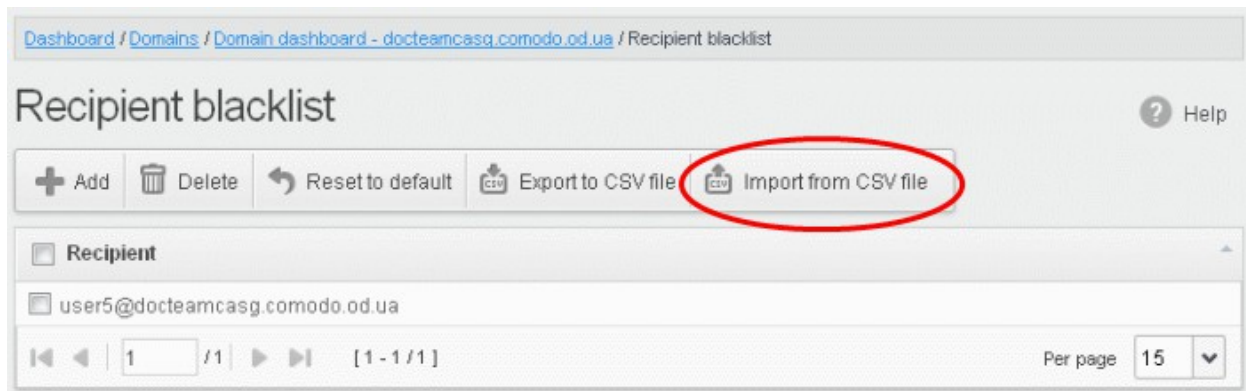 Dashboard / Domains / Domain dashboard - docteamcasg.comodo.od.ua / Recipient blacklist
Recipient blacklist
Help
Add Delete Reset to default CSV Export to CSV file CSV Import from CSV file
Recipient
user5@docteamcasg.comodo.od.ua
1 /1 [1 - 1 / 1] Per page 15